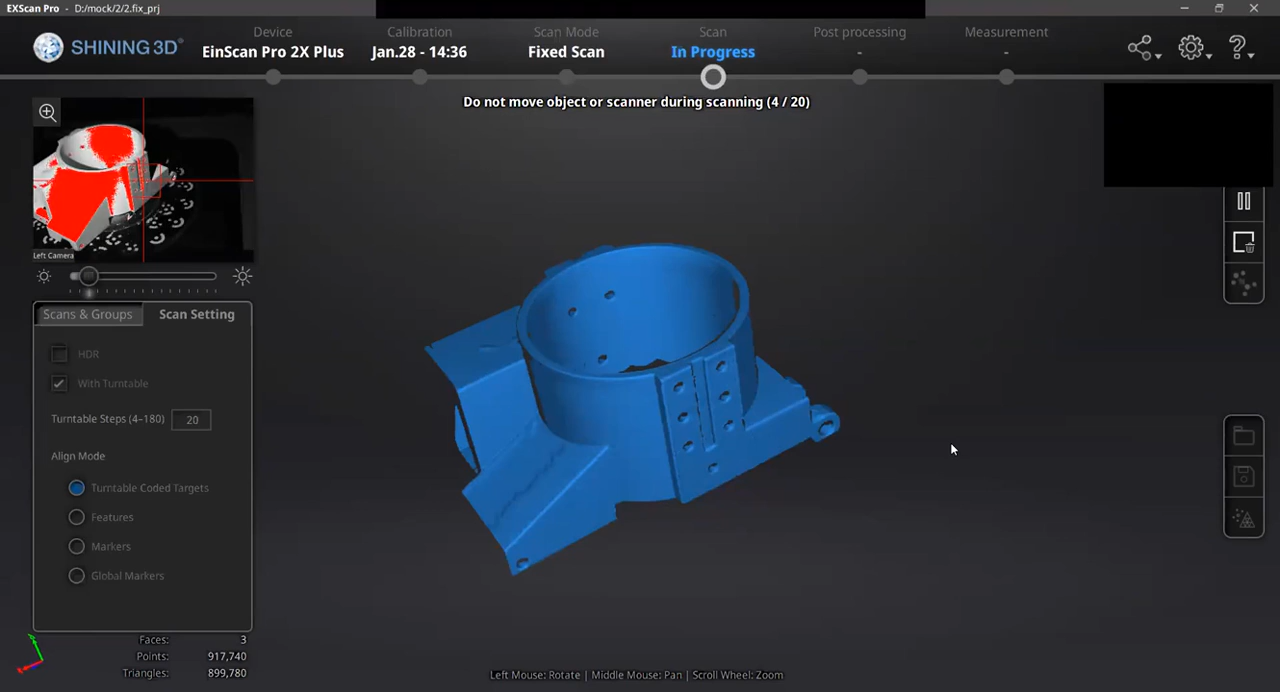 EXScan Pro - D:/mock/2/2.fix_prj
SHINING 3D®
Device
EinScan Pro 2X Plus
Calibration
Jan.28 - 14:36
Scan Mode
Fixed Scan
Scan
In Progress
Post processing
-
Measurement
-
Do not move object or scanner during scanning (4 / 20)
Left Camera
Scans & Groups
Scan Setting
HDR
With Turntable
Turntable Steps (4–180) 20
Align Mode
Turntable Coded Targets
Features
Markers
Global Markers
Faces: 3
Points: 917,740
Triangles: 899,780
Left Mouse: Rotate | Middle Mouse: Pan | Scroll Wheel: Zoom